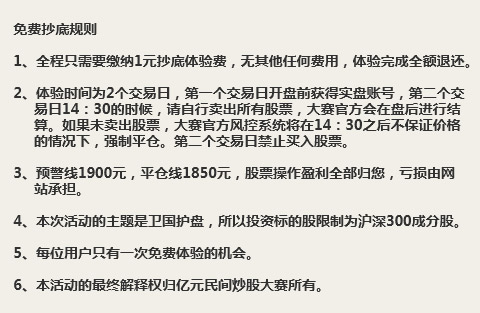 免费抄底规则
1、全程只需要缴纳1元抄底体验费，无其他任何费用，体验完成全额退还。
2、体验时间为2个交易日，第一个交易日开盘前获得实盘账号，第二个交
易日14：30的时候，请自行卖出所有股票，大赛官方会在盘后进行结
算。如果未卖出股票，大赛官方风控系统将在14：30之后不保证价格
的情况下，强制平仓。第二个交易日禁止买入股票。
3、预警线1900元，平仓线1850元，股票操作盈利全部归您，亏损由网
站承担。
4、本次活动的主题是卫国护盘，所以投资标的股限制为沪深300成分股。
5、每位用户只有一次免费体验的机会。
6、本活动的最终解释权归亿元民间炒股大赛所有。